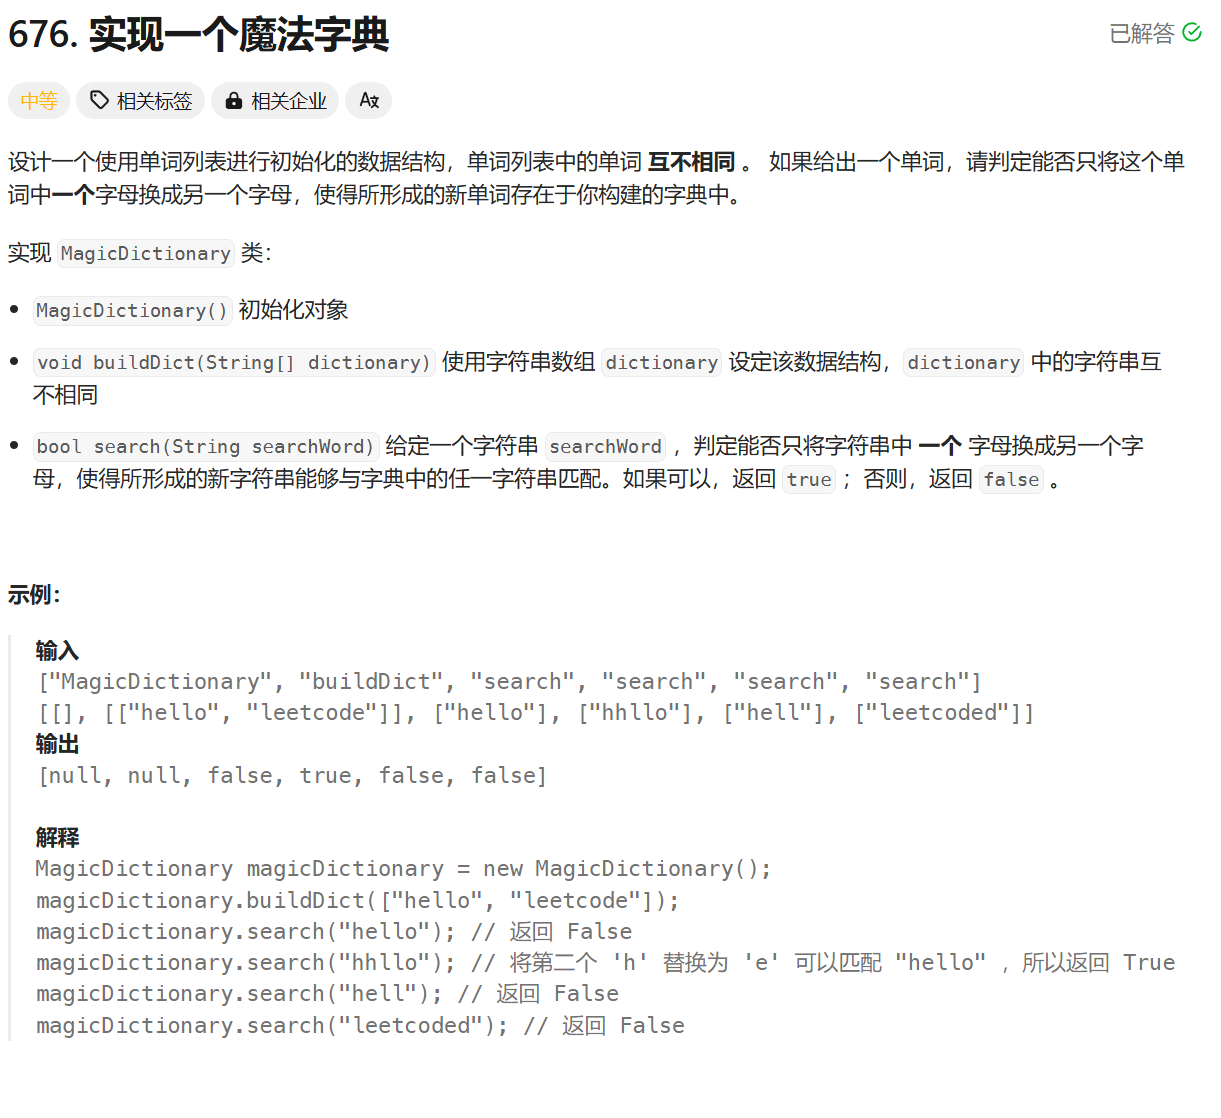 676. 实现一个魔法字典
已解答
中等 相关标签 相关企业
设计一个使用单词列表进行初始化的数据结构，单词列表中的单词 互不相同 。 如果给出一个单词，请判定能否只将这个单
词中一个字母换成另一个字母，使得所形成的新单词存在于你构建的字典中。
实现 MagicDictionary 类：
MagicDictionary() 初始化对象
void buildDict(String[] dictionary) 使用字符串数组 dictionary 设定该数据结构，dictionary 中的字符串互
不相同
bool search(String searchWord) 给定一个字符串 searchWord ，判定能否只将字符串中 一个 字母换成另一个字
母，使得所形成的新字符串能够与字典中的任一字符串匹配。如果可以，返回 true ；否则，返回 false 。
示例：
输入
["MagicDictionary", "buildDict", "search", "search", "search", "search"]
[[], [["hello", "leetcode"]], ["hello"], ["hhllo"], ["hell"], ["leetcoded"]]
输出
[null, null, false, true, false, false]
解释
MagicDictionary magicDictionary = new MagicDictionary();
magicDictionary.buildDict(["hello", "leetcode"]);
magicDictionary.search("hello"); // 返回 False
magicDictionary.search("hhllo"); // 将第二个 'h' 替换为 'e' 可以匹配 "hello" ，所以返回 True
magicDictionary.search("hell"); // 返回 False
magicDictionary.search("leetcoded"); // 返回 False